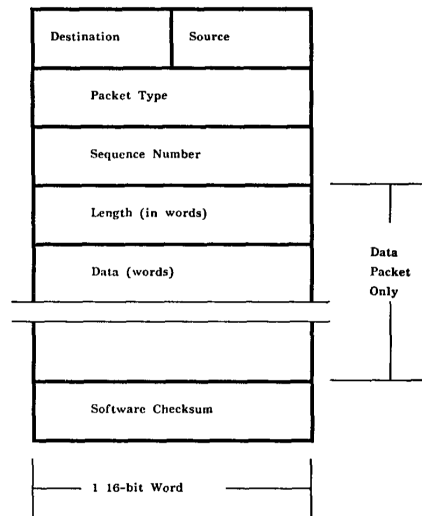 Destination Source
Packet Type
Sequence Number
Length (in words)
Data (words)
Data
Packet
Only
Software Checksum
1 16-bit Word